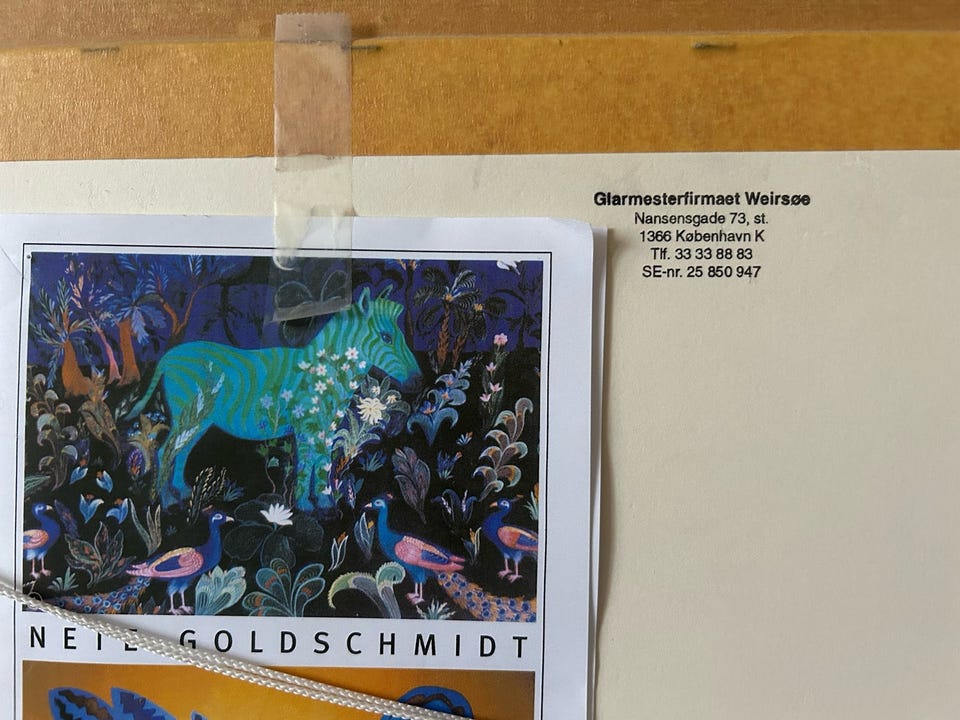 Glarmesterfirmaet Weirsøe
Nansensgade 73, st.
1366 København K
Tlf. 33 33 88 83
SE-nr. 25 850 947
NETE GOLDSCHMIDT